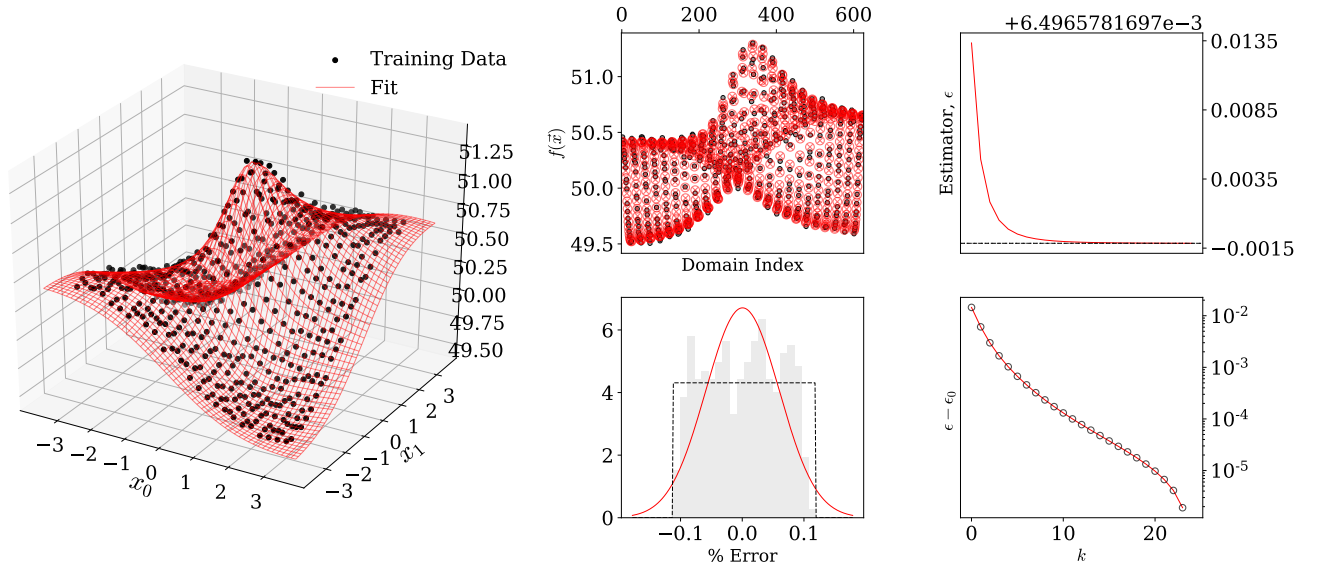 Training Data
Fit
51.25
51.00
50.75
50.50
50.25
50.00
49.75
49.50
−3
−2
−1
0
1
2
3
x₀
−3
−2
−1
0
1
2
3
x₁
0 200 400 600
51.0
50.5
50.0
49.5
f(x⃗)
Domain Index
+6.4965781697e−3
0.0135
0.0085
0.0035
−0.0015
Estimator, ϵ
6
4
2
0
−0.1 0.0 0.1
% Error
10⁻²
10⁻³
10⁻⁴
10⁻⁵
ϵ − ϵ₀
0 10 20
k